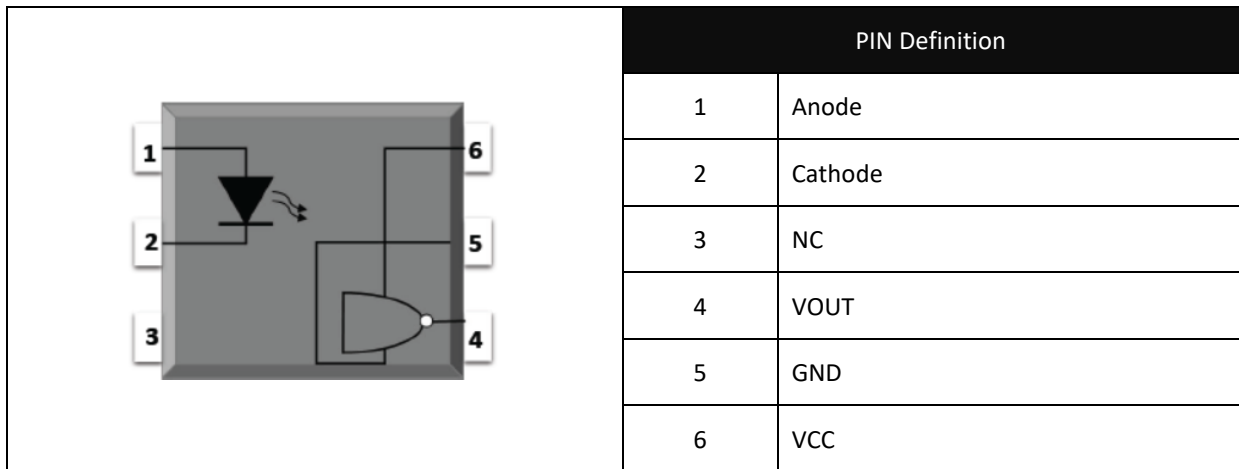 1
2
3
6
5
4
PIN Definition
1 Anode
2 Cathode
3 NC
4 VOUT
5 GND
6 VCC